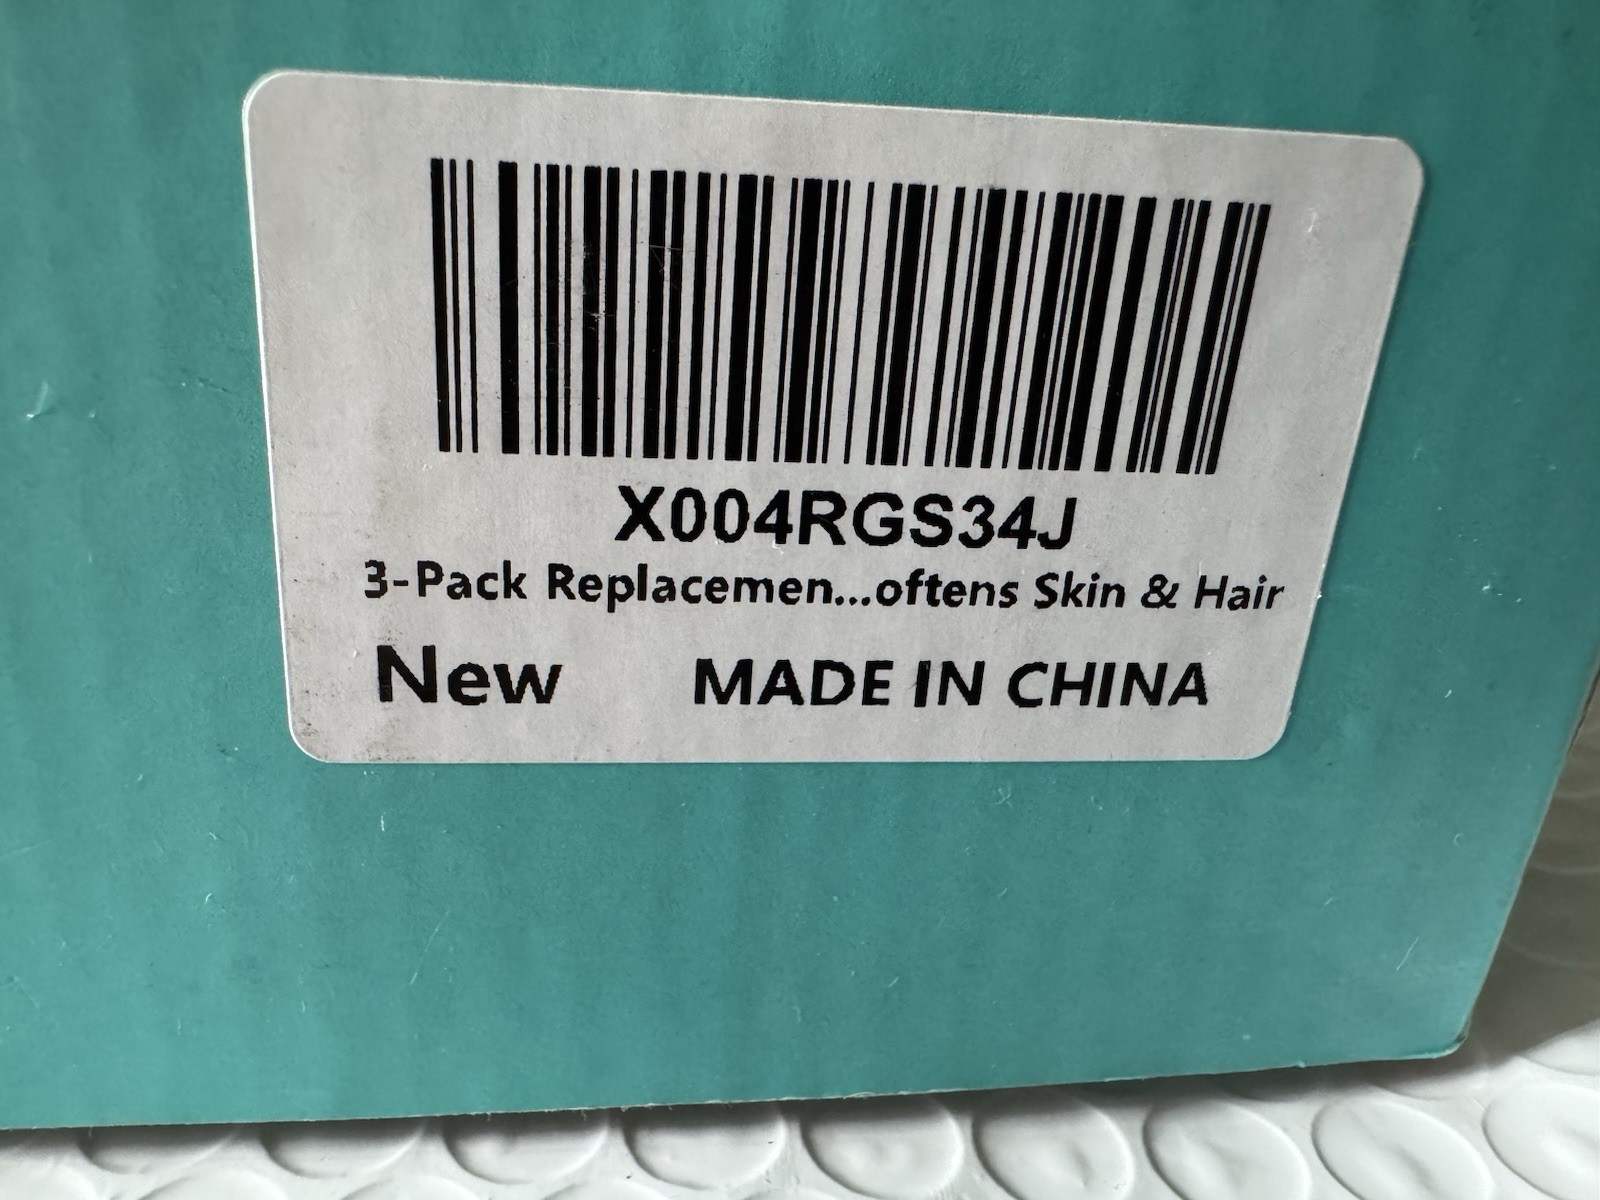 X004RGS34J
3-Pack Replacemen...oftens Skin & Hair
New MADE IN CHINA